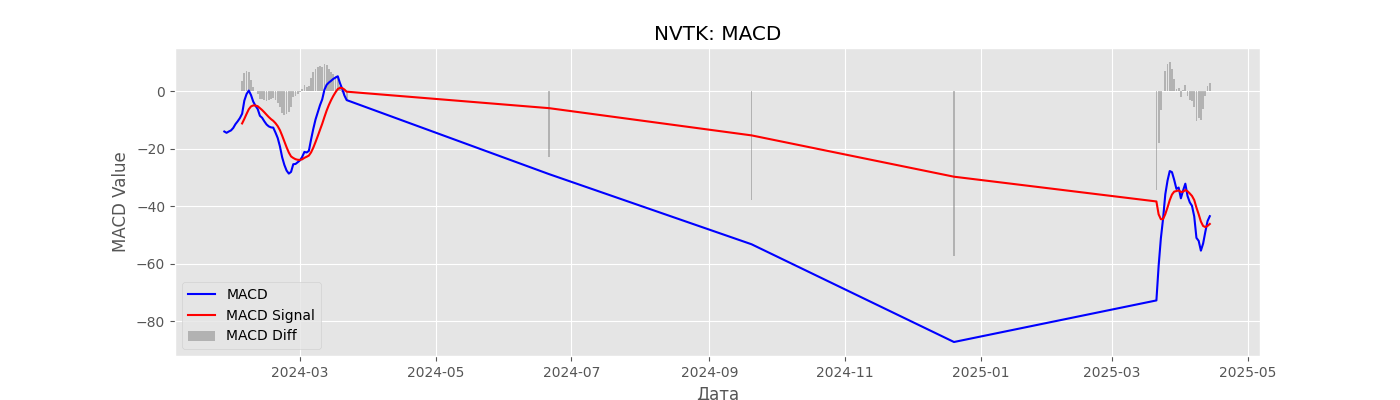 NVTK: MACD
MACD Value
0
−20
−40
−60
−80
MACD
MACD Signal
MACD Diff
2024-03
2024-05
2024-07
2024-09
2024-11
2025-01
2025-03
2025-05
Дата